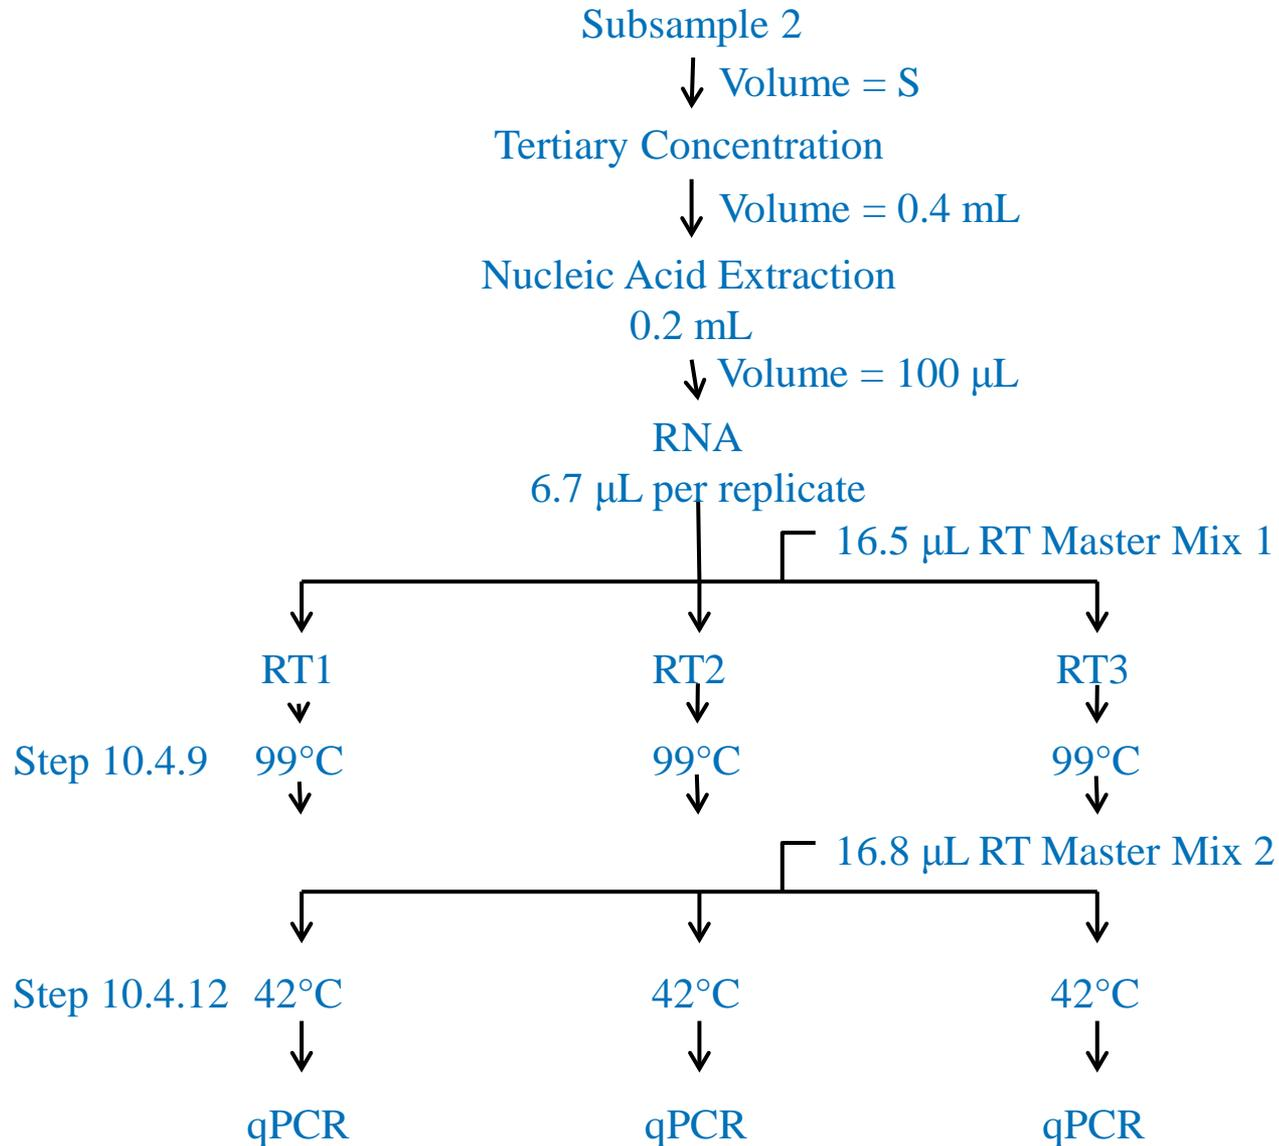 Subsample 2
Volume = S
Tertiary Concentration
Volume = 0.4 mL
Nucleic Acid Extraction
0.2 mL
Volume = 100 µL
RNA
6.7 µL per replicate
16.5 µL RT Master Mix 1
RT1 RT2 RT3
Step 10.4.9 99°C 99°C 99°C
16.8 µL RT Master Mix 2
Step 10.4.12 42°C 42°C 42°C
qPCR qPCR qPCR